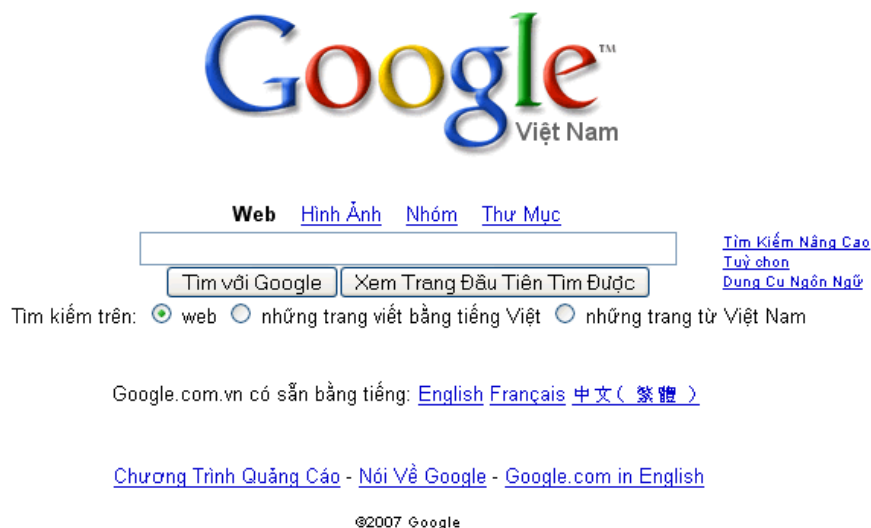 Google™
Việt Nam
Web Hình Ảnh Nhóm Thư Mục
Tìm Kiếm Nâng Cao
Tuỳ chọn
Dụng Cụ Ngôn Ngữ
Tìm với Google Xem Trang Đầu Tiên Tìm Được
Tìm kiếm trên: web những trang viết bằng tiếng Việt những trang từ Việt Nam
Google.com.vn có sẵn bằng tiếng: English Français 中文( 繁體 )
Chương Trình Quảng Cáo - Nói Về Google - Google.com in English
©2007 Google